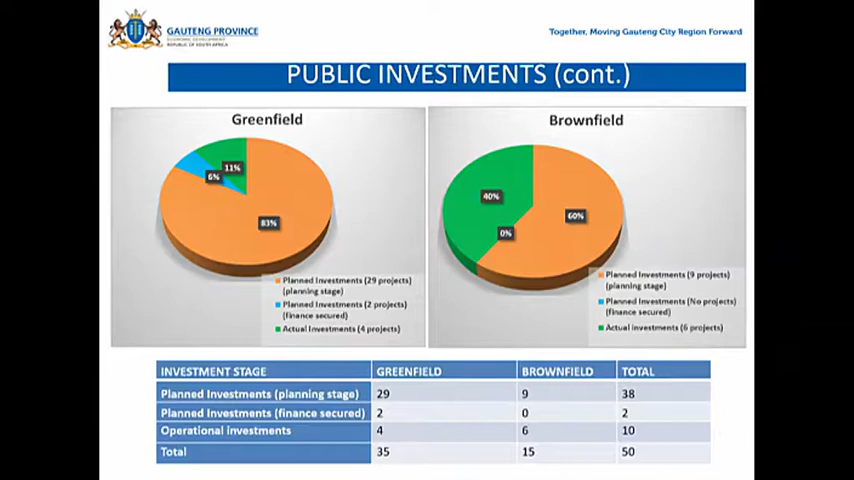 GAUTENG PROVINCE
ECONOMIC DEVELOPMENT
REPUBLIC OF SOUTH AFRICA
Together, Moving Gauteng City Region Forward
PUBLIC INVESTMENTS (cont.)
Greenfield
11%
6%
83%
Planned Investments (29 projects)
(planning stage)
Planned Investments (2 projects)
(finance secured)
Actual Investments (4 projects)
Brownfield
40%
60%
0%
Planned Investments (9 projects)
(planning stage)
Planned Investments (No projects)
(finance secured)
Actual investments (6 projects)
INVESTMENT STAGE GREENFIELD BROWNFIELD TOTAL
Planned Investments (planning stage) 29 9 38
Planned Investments (finance secured) 2 0 2
Operational investments 4 6 10
Total 35 15 50